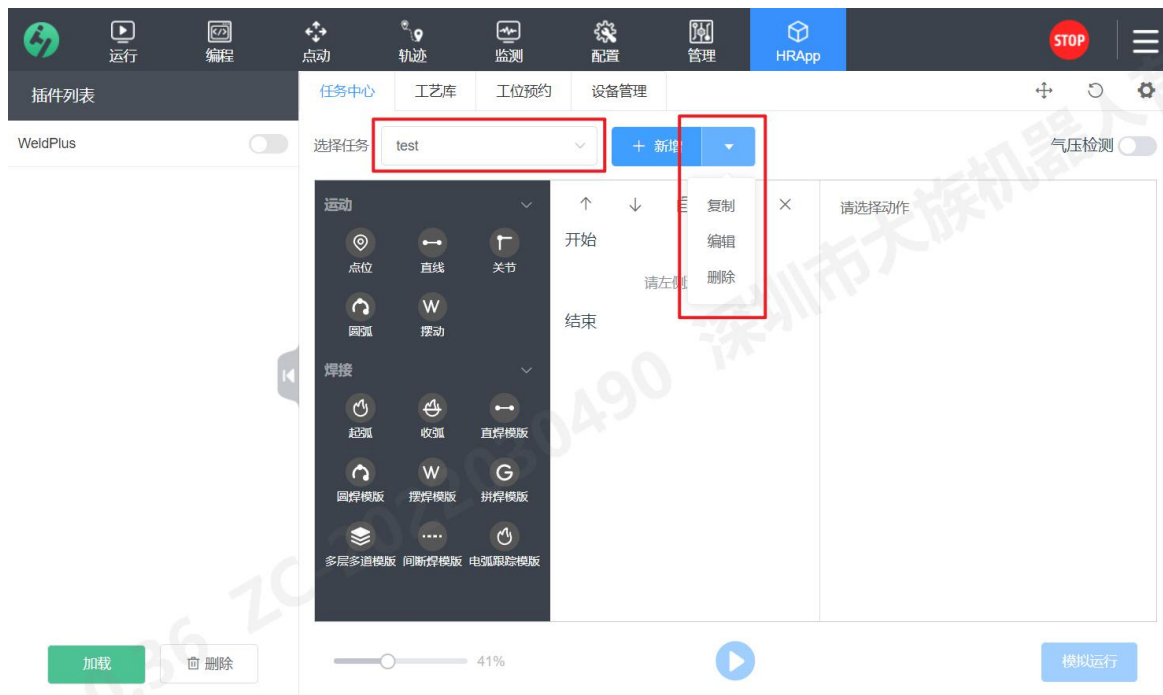 运行 编程 点动 轨迹 监测 配置 管理 HRApp STOP
插件列表
任务中心 工艺库 工位预约 设备管理
WeldPlus
选择任务 test + 新增 气压检测
复制
编辑
删除
运动
点位 直线 关节
圆弧 摆动
焊接
起弧 收弧 直焊模版
圆焊模版 摆焊模版 拼焊模版
多层多道模版 间断焊模版 电弧跟踪模版
开始
请左侧
结束
请选择动作
加载 删除
41%
模拟运行
ZC-2022030490 深圳市大族机器人